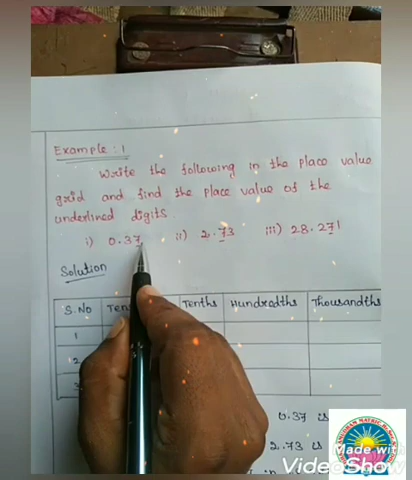 Example : 1
Write the following in the place value
grid and find the place value of the
underlined digits.
i) 0.37 ii) 2.73 iii) 28.271
Solution
S.No Tens Tenths Hundredths Thousandths
1
2
3
0.37 is
2.73 is
Made with
VideoShow